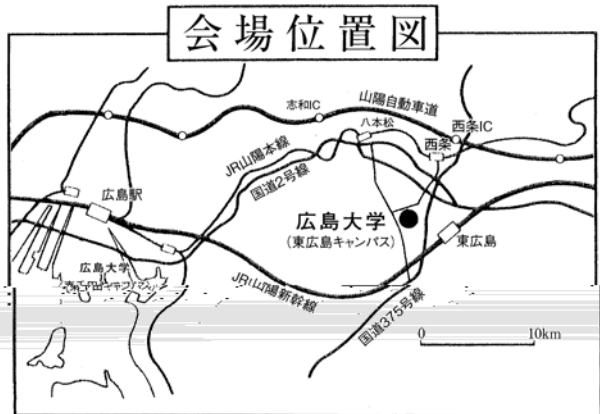 会場位置図
山陽自動車道
志和IC
八本松
西条IC
西条
JR山陽本線
国道2号線
広島駅
広島大学
(東広島キャンパス)
東広島
広島大学
JR山陽新幹線
国道375号線
0
10km